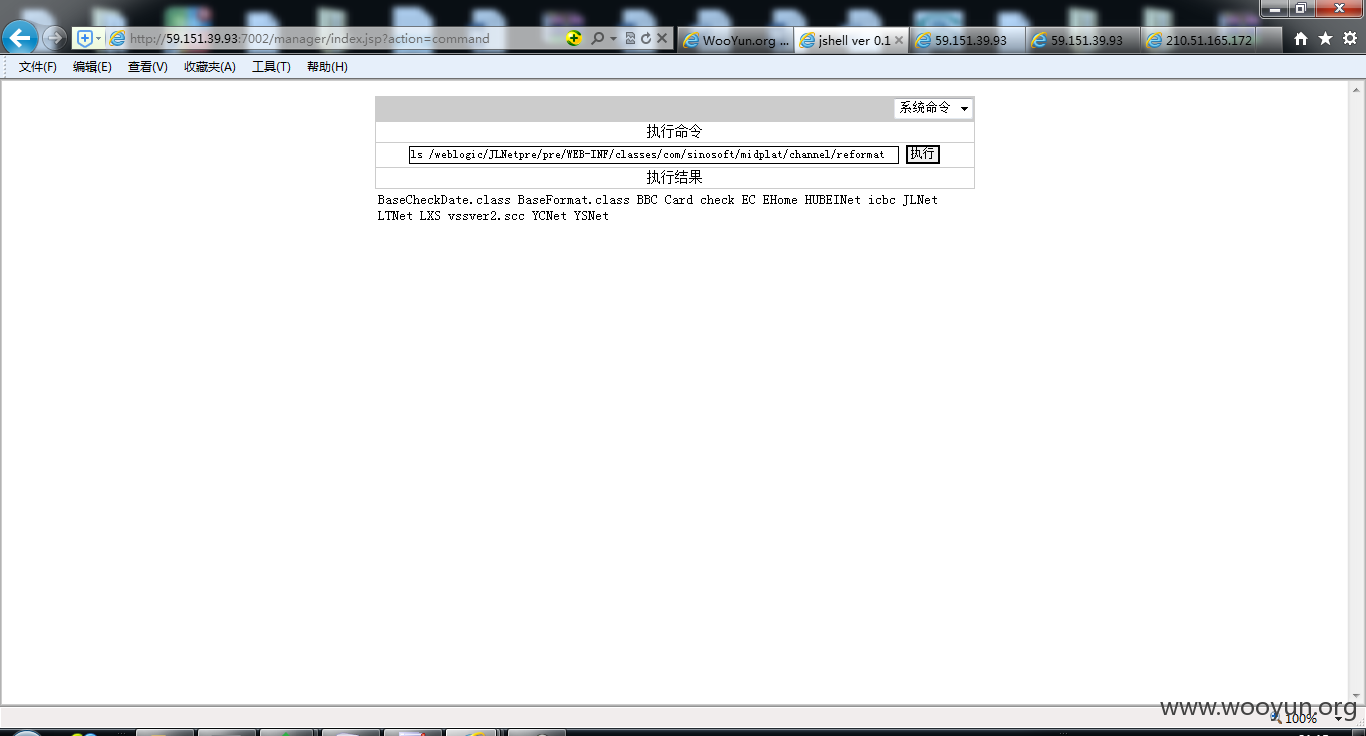 http://59.151.39.93:7002/manager/index.jsp?action=command
WooYun.org ...
jshell ver 0.1
59.151.39.93
59.151.39.93
210.51.165.172
文件(F) 编辑(E) 查看(V) 收藏夹(A) 工具(T) 帮助(H)
系统命令
执行命令
ls /weblogic/JLNetpre/pre/WEB-INF/classes/com/sinosoft/midplat/channel/reformat 执行
执行结果
BaseCheckDate.class BaseFormat.class BBC Card check EC EHome HUBEINet icbc JLNet
LTNet LXS vssver2.scc YCNet YSNet
www.wooyun.org
100%